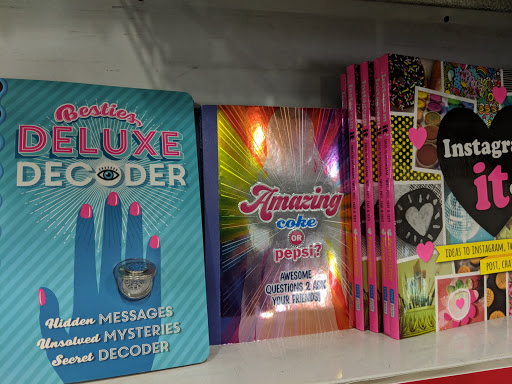 Besties
DELUXE
DECODER
Hidden MESSAGES
Unsolved MYSTERIES
Secret DECODER
Amazing
coke
OR
pepsi?
AWESOME
QUESTIONS 2 ASK
YOUR FRIENDS!
Instagra
it
IDEAS TO INSTAGRAM,
POST,